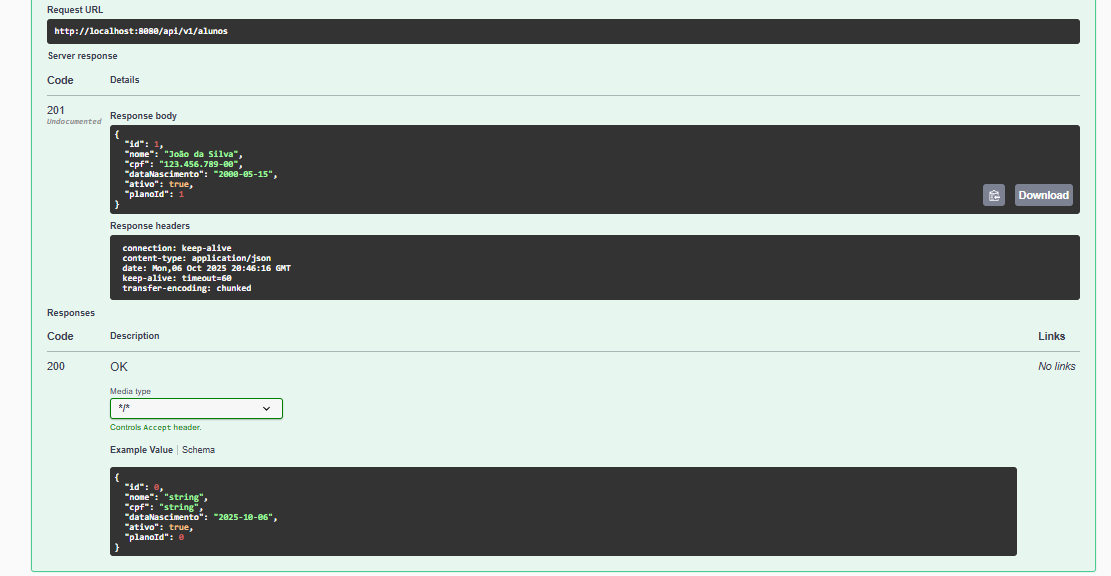 Request URL
http://localhost:8080/api/v1/alunos
Server response
Code Details
201 Undocumented
Response body
{
  "id": 1,
  "nome": "João da Silva",
  "cpf": "123.456.789-00",
  "dataNascimento": "2000-05-15",
  "ativo": true,
  "planoId": 1
}
Download
Response headers
connection: keep-alive
content-type: application/json
date: Mon,06 Oct 2025 20:46:16 GMT
keep-alive: timeout=60
transfer-encoding: chunked
Responses
Code Description Links
200 OK No links
Media type
*/*
Controls Accept header.
Example Value Schema
{
  "id": 0,
  "nome": "string",
  "cpf": "string",
  "dataNascimento": "2025-10-06",
  "ativo": true,
  "planoId": 0
}